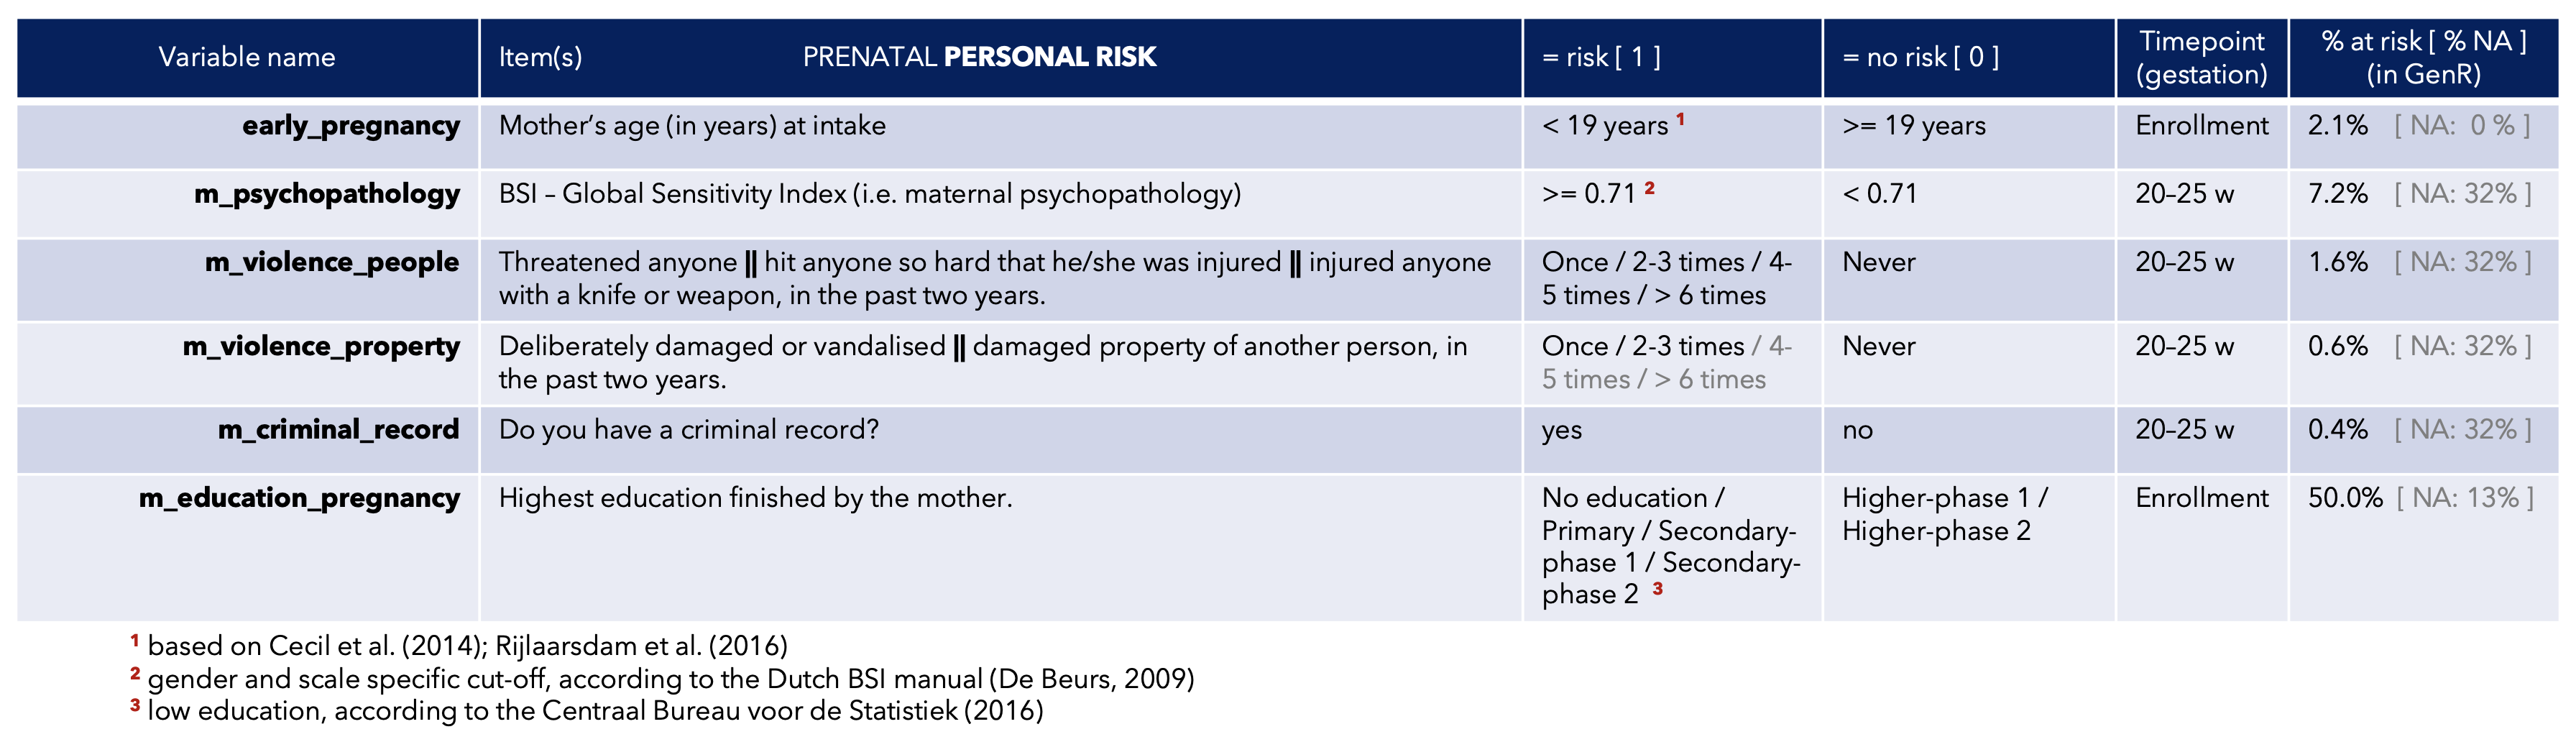 Variable name Item(s) PRENATAL PERSONAL RISK = risk [ 1 ] = no risk [ 0 ] Timepoint (gestation) % at risk [ % NA ] (in GenR)
early_pregnancy Mother's age (in years) at intake < 19 years 1 >= 19 years Enrollment 2.1% [ NA: 0 % ]
m_psychopathology BSI – Global Sensitivity Index (i.e. maternal psychopathology) >= 0.71 2 < 0.71 20–25 w 7.2% [ NA: 32% ]
m_violence_people Threatened anyone || hit anyone so hard that he/she was injured || injured anyone
with a knife or weapon, in the past two years.
Once / 2-3 times / 4-
5 times / > 6 times
Never 20–25 w 1.6% [ NA: 32% ]
m_violence_property Deliberately damaged or vandalised || damaged property of another person, in
the past two years.
Once / 2-3 times / 4-
5 times / > 6 times
Never 20–25 w 0.6% [ NA: 32% ]
m_criminal_record Do you have a criminal record? yes no 20–25 w 0.4% [ NA: 32% ]
m_education_pregnancy Highest education finished by the mother.
No education /
Primary / Secondary-
phase 1 / Secondary-
phase 2 3
Higher-phase 1 /
Higher-phase 2
Enrollment 50.0% [ NA: 13% ]
1 based on Cecil et al. (2014); Rijlaarsdam et al. (2016)
2 gender and scale specific cut-off, according to the Dutch BSI manual (De Beurs, 2009)
3 low education, according to the Centraal Bureau voor de Statistiek (2016)